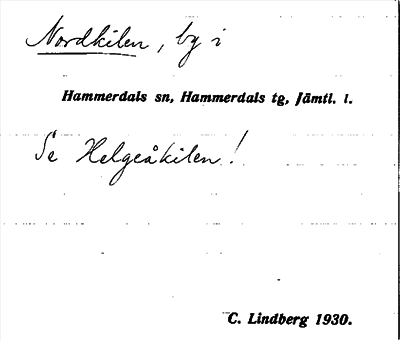 Nordkilen, by i
Hammerdals sn, Hammerdals tg, Jämtl. l.
Se Helgeåkilen!
C. Lindberg 1930.